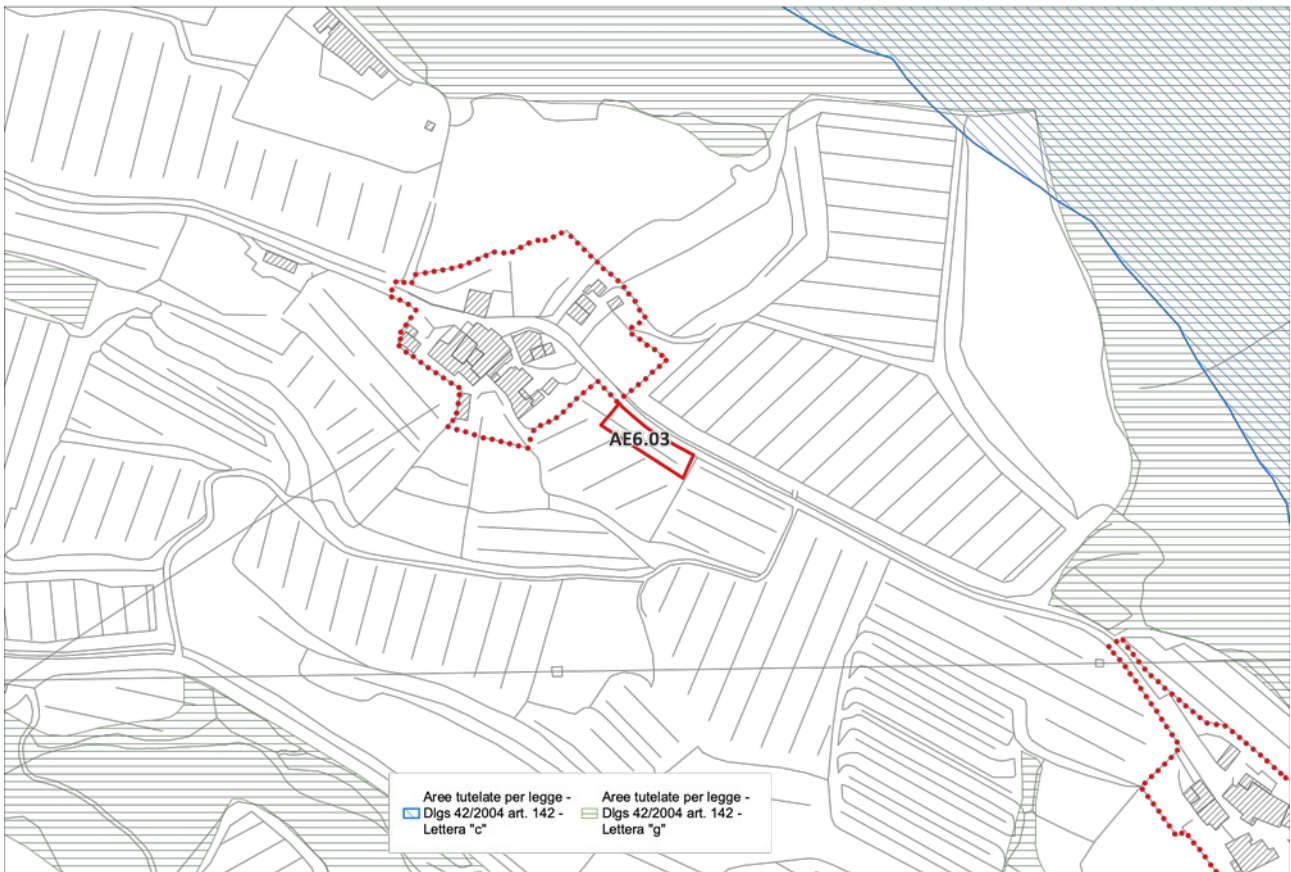 AE6.03
Aree tutelate per legge -
Dlgs 42/2004 art. 142 -
Lettera "c"
Aree tutelate per legge -
Dlgs 42/2004 art. 142 -
Lettera "g"